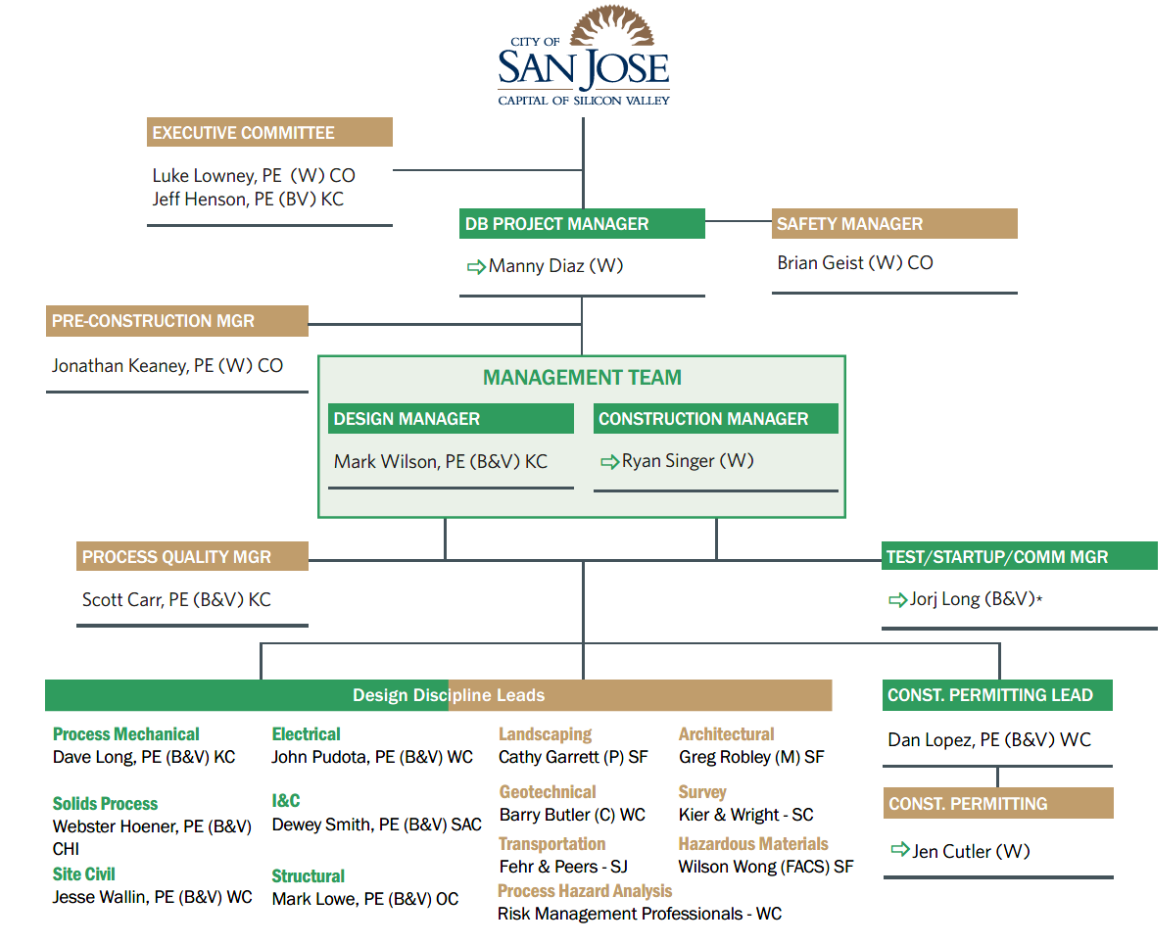 CITY OF
SAN JOSE
CAPITAL OF SILICON VALLEY
EXECUTIVE COMMITTEE
Luke Lowney, PE (W) CO
Jeff Henson, PE (BV) KC
DB PROJECT MANAGER
⇨Manny Diaz (W)
SAFETY MANAGER
Brian Geist (W) CO
PRE-CONSTRUCTION MGR
Jonathan Keaney, PE (W) CO
MANAGEMENT TEAM
DESIGN MANAGER
Mark Wilson, PE (B&V) KC
CONSTRUCTION MANAGER
⇨Ryan Singer (W)
PROCESS QUALITY MGR
Scott Carr, PE (B&V) KC
TEST/STARTUP/COMM MGR
⇨Jorj Long (B&V)*
Design Discipline Leads
Process Mechanical
Dave Long, PE (B&V) KC
Solids Process
Webster Hoener, PE (B&V)
CHI
Site Civil
Jesse Wallin, PE (B&V) WC
Electrical
John Pudota, PE (B&V) WC
I&C
Dewey Smith, PE (B&V) SAC
Structural
Mark Lowe, PE (B&V) OC
Landscaping
Cathy Garrett (P) SF
Geotechnical
Barry Butler (C) WC
Transportation
Fehr & Peers - SJ
Process Hazard Analysis
Risk Management Professionals - WC
Architectural
Greg Robley (M) SF
Survey
Kier & Wright - SC
Hazardous Materials
Wilson Wong (FACS) SF
CONST. PERMITTING LEAD
Dan Lopez, PE (B&V) WC
CONST. PERMITTING
⇨Jen Cutler (W)